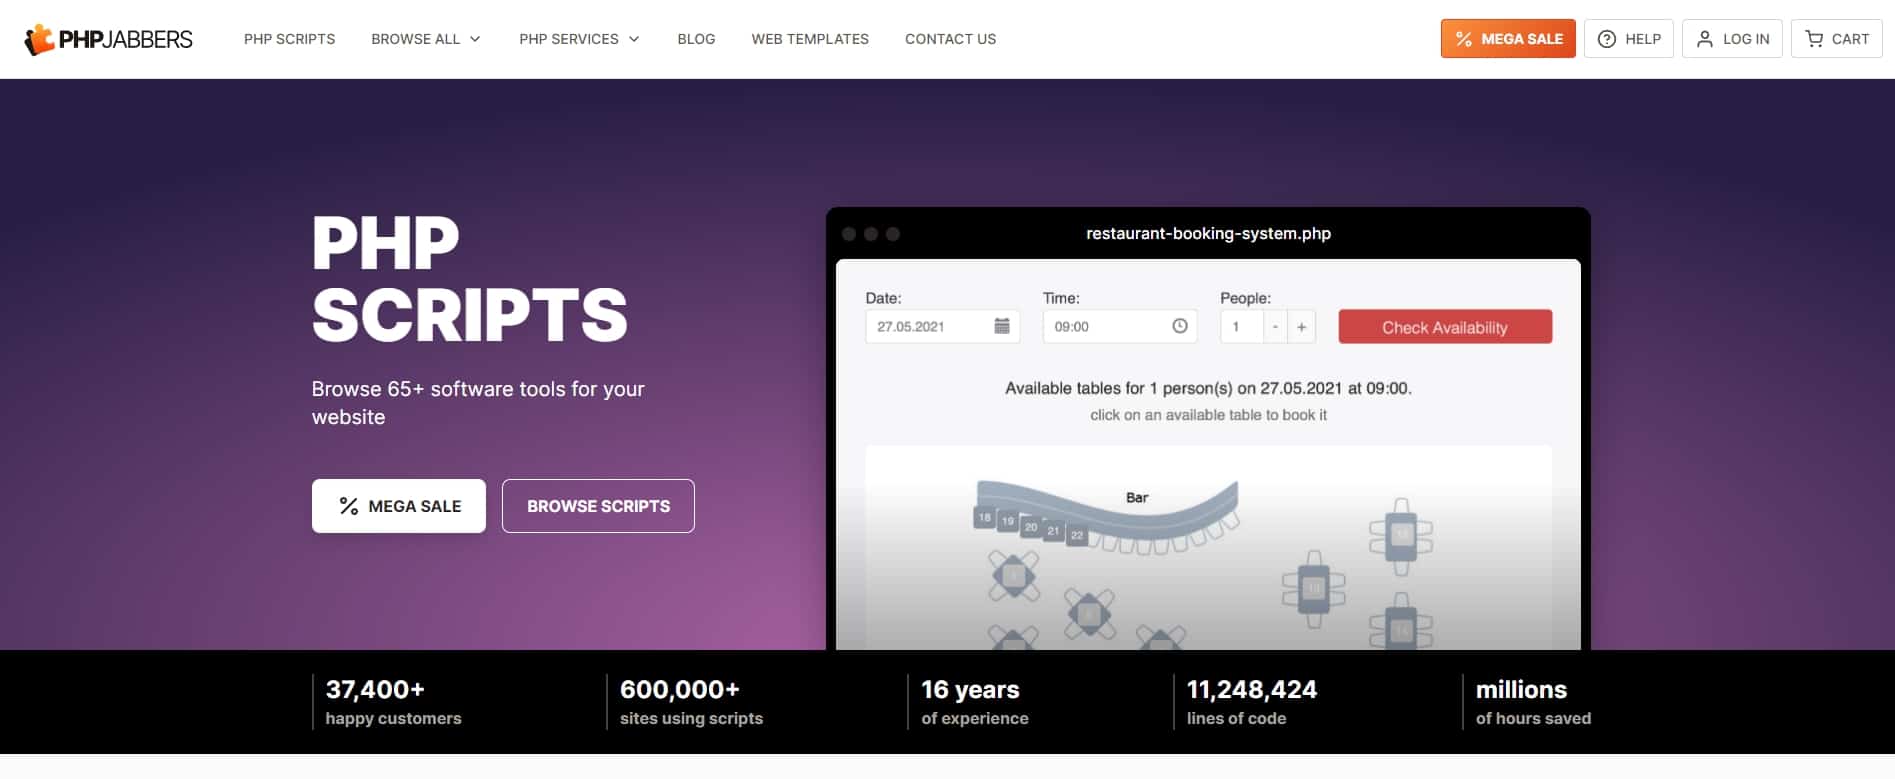 PHPJABBERS
PHP SCRIPTS
BROWSE ALL
PHP SERVICES
BLOG
WEB TEMPLATES
CONTACT US
MEGA SALE
HELP
LOG IN
CART
PHP
SCRIPTS
Browse 65+ software tools for your
website
% MEGA SALE
BROWSE SCRIPTS
restaurant-booking-system.php
Date:
Time:
People:
27.05.2021
09:00
1 - +
Check Availability
Available tables for 1 person(s) on 27.05.2021 at 09:00.
click on an available table to book it
Bar
18 19 20 21 22
37,400+
happy customers
600,000+
sites using scripts
16 years
of experience
11,248,424
lines of code
millions
of hours saved